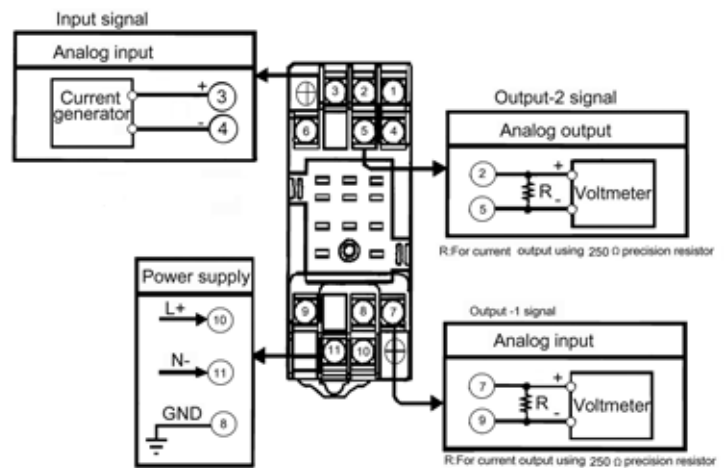 Input signal
Analog input
Current
generator
+
3
-
4
3
2
1
6
5
4
Output-2 signal
Analog output
2
+
R
Voltmeter
5
-
R:For current output using 250 Ω precision resistor
Power supply
L+
10
N-
11
GND
8
9
8
7
11
10
Output -1 signal
Analog input
7
+
R
Voltmeter
9
-
R:For current output using 250 Ω precision resistor